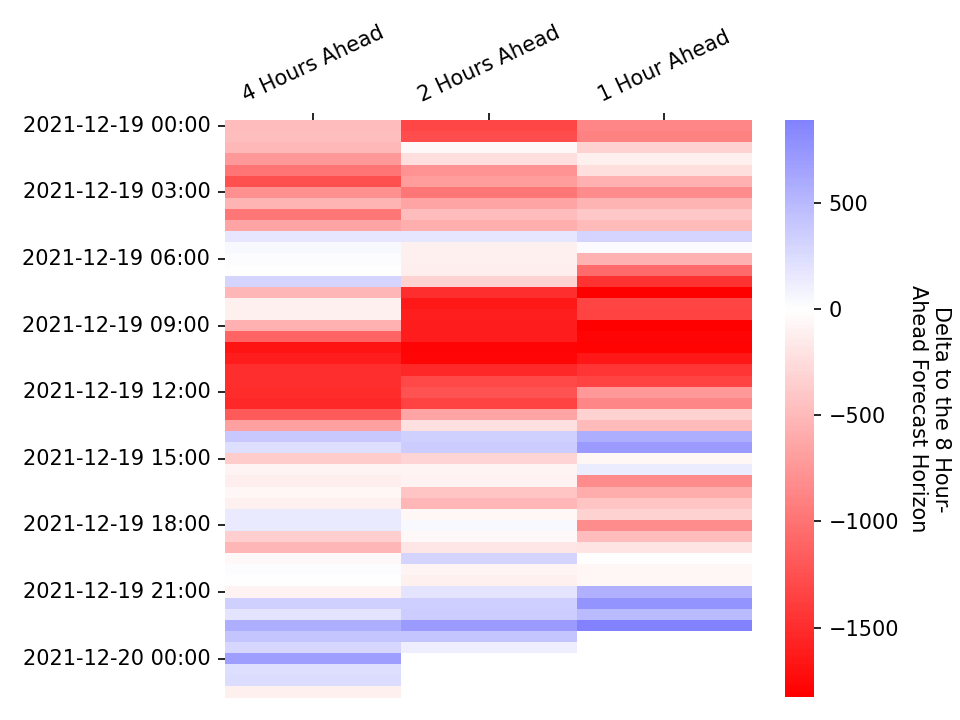 4 Hours Ahead
2 Hours Ahead
1 Hour Ahead
2021-12-19 00:00
2021-12-19 03:00
2021-12-19 06:00
2021-12-19 09:00
2021-12-19 12:00
2021-12-19 15:00
2021-12-19 18:00
2021-12-19 21:00
2021-12-20 00:00
500
0
−500
−1000
−1500
Delta to the 8 Hour-
Ahead Forecast Horizon